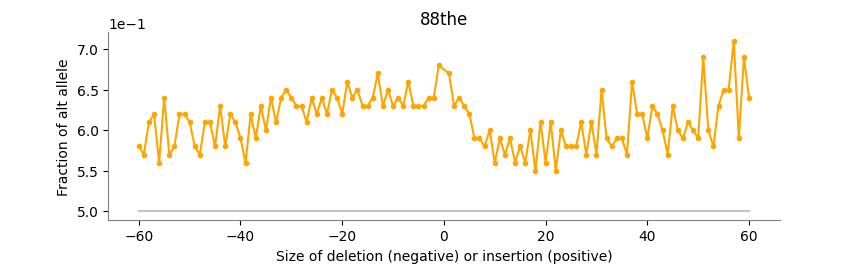 88the
1e−1
7.0
6.5
6.0
5.5
5.0
Fraction of alt allele
−60 −40 −20 0 20 40 60
Size of deletion (negative) or insertion (positive)